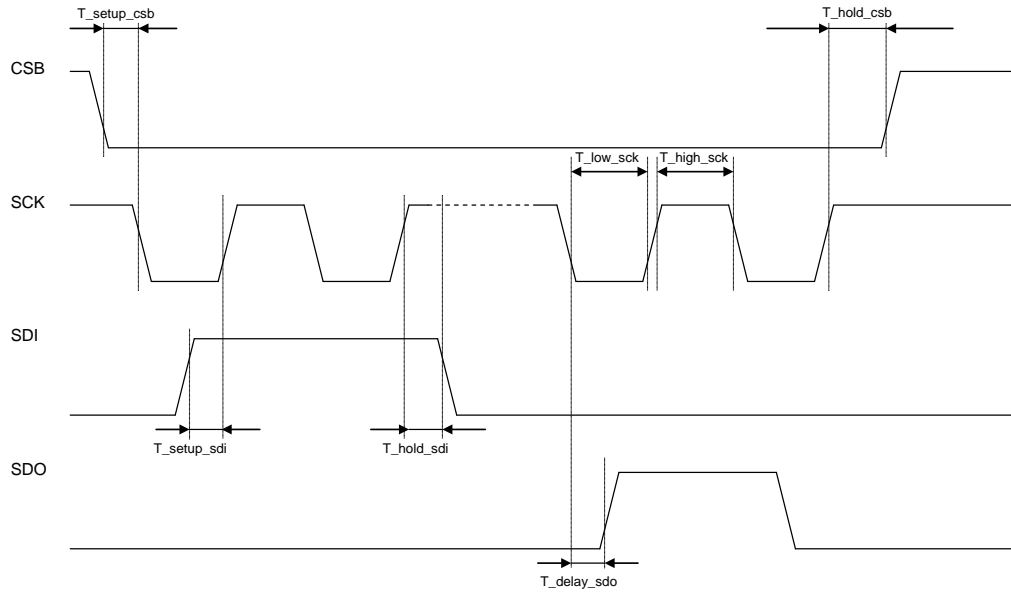 T_setup_csb
T_hold_csb
CSB
T_low_sck
T_high_sck
SCK
SDI
T_setup_sdi
T_hold_sdi
SDO
T_delay_sdo